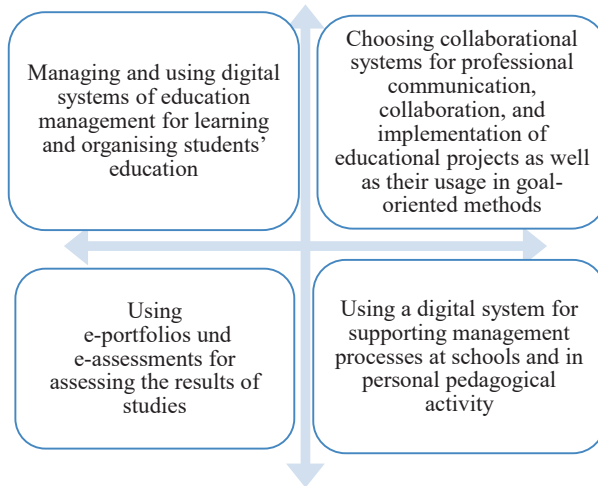 Managing and using digital
systems of education
management for learning
and organising students’
education
Choosing collaborational
systems for professional
communication,
collaboration, and
implementation of
educational projects as well
as their usage in goal-
oriented methods
Using
e-portfolios und
e-assessments for
assessing the results of
studies
Using a digital system for
supporting management
processes at schools and in
personal pedagogical
activity